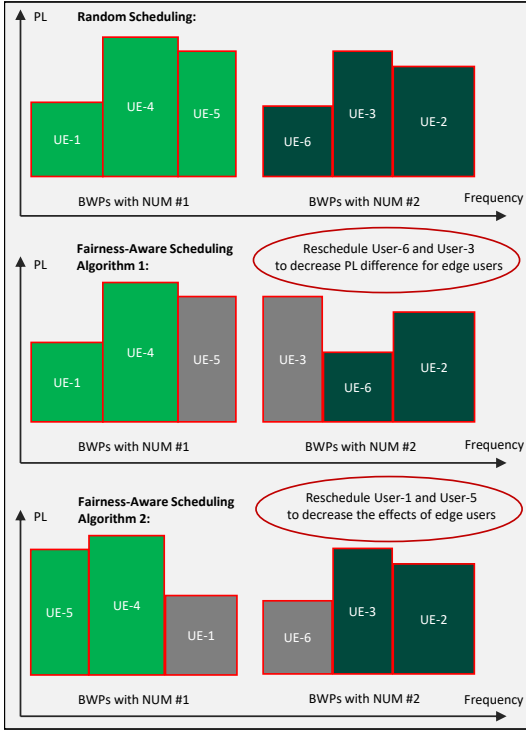 PL Random Scheduling:
UE-1
UE-4
UE-5
UE-6
UE-3
UE-2
BWPs with NUM #1
BWPs with NUM #2
Frequency
PL Fairness-Aware Scheduling
Algorithm 1:
Reschedule User-6 and User-3
to decrease PL difference for edge users
UE-1
UE-4
UE-5
UE-3
UE-6
UE-2
BWPs with NUM #1
BWPs with NUM #2
Frequency
PL Fairness-Aware Scheduling
Algorithm 2:
Reschedule User-1 and User-5
to decrease the effects of edge users
UE-5
UE-4
UE-1
UE-6
UE-3
UE-2
BWPs with NUM #1
BWPs with NUM #2
Frequency